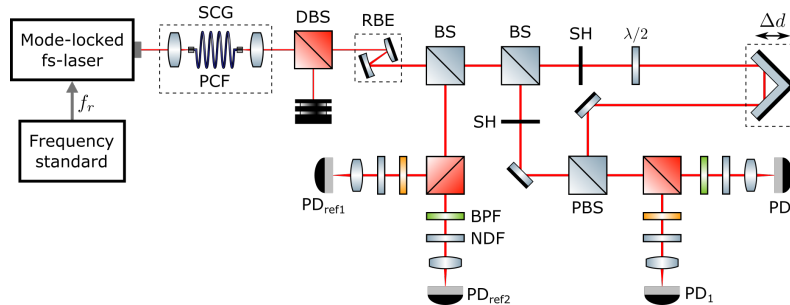 SCG
DBS
RBE
BS
BS
SH
λ/2
Δd
Mode-locked
fs-laser
PCF
f_r
SH
Frequency
standard
PD_ref1
BPF
NDF
PBS
PD
PD_ref2
PD_1